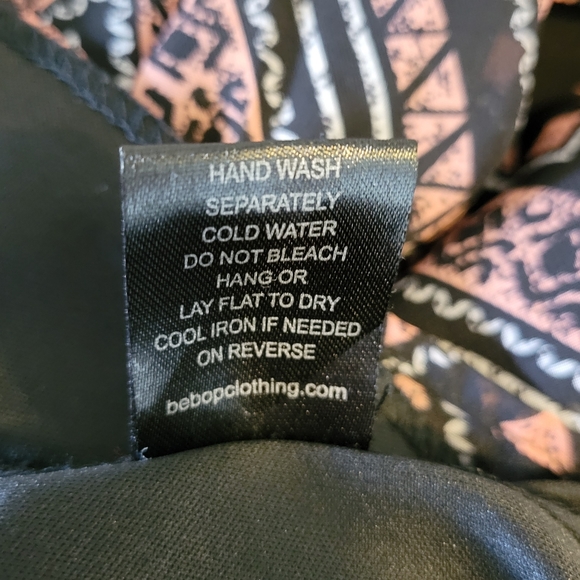 HAND WASH
SEPARATELY
COLD WATER
DO NOT BLEACH
HANG OR
LAY FLAT TO DRY
COOL IRON IF NEEDED
ON REVERSE
bebopclothing.com